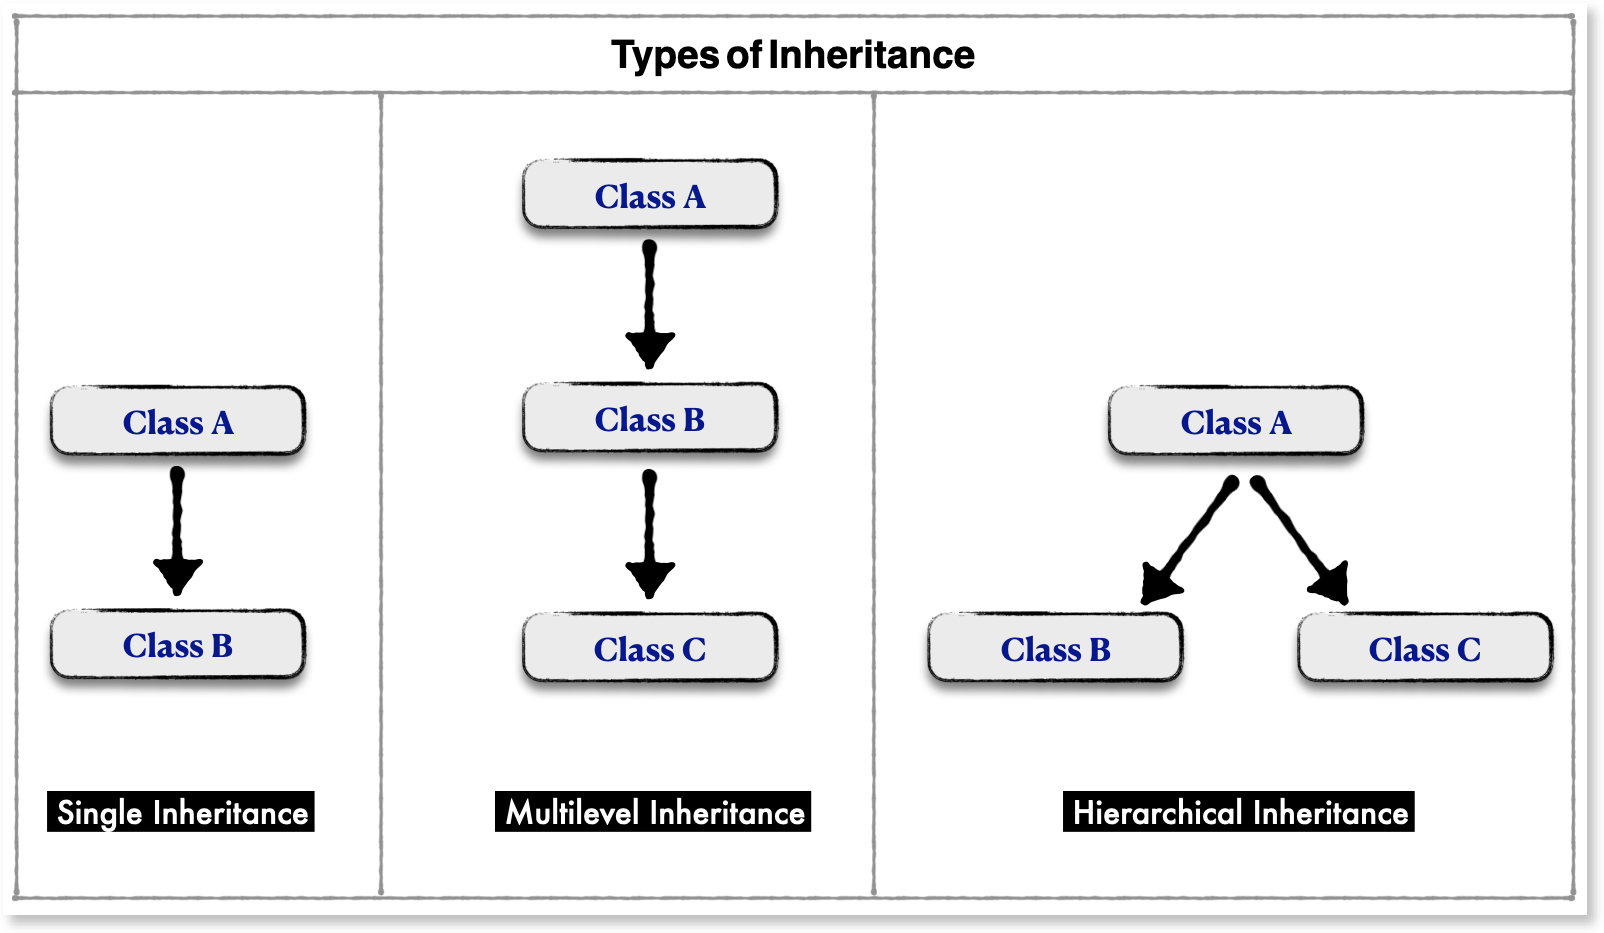 Types of Inheritance
Class A
Class B
Single Inheritance
Class A
Class B
Class C
Multilevel Inheritance
Class A
Class B
Class C
Hierarchical Inheritance